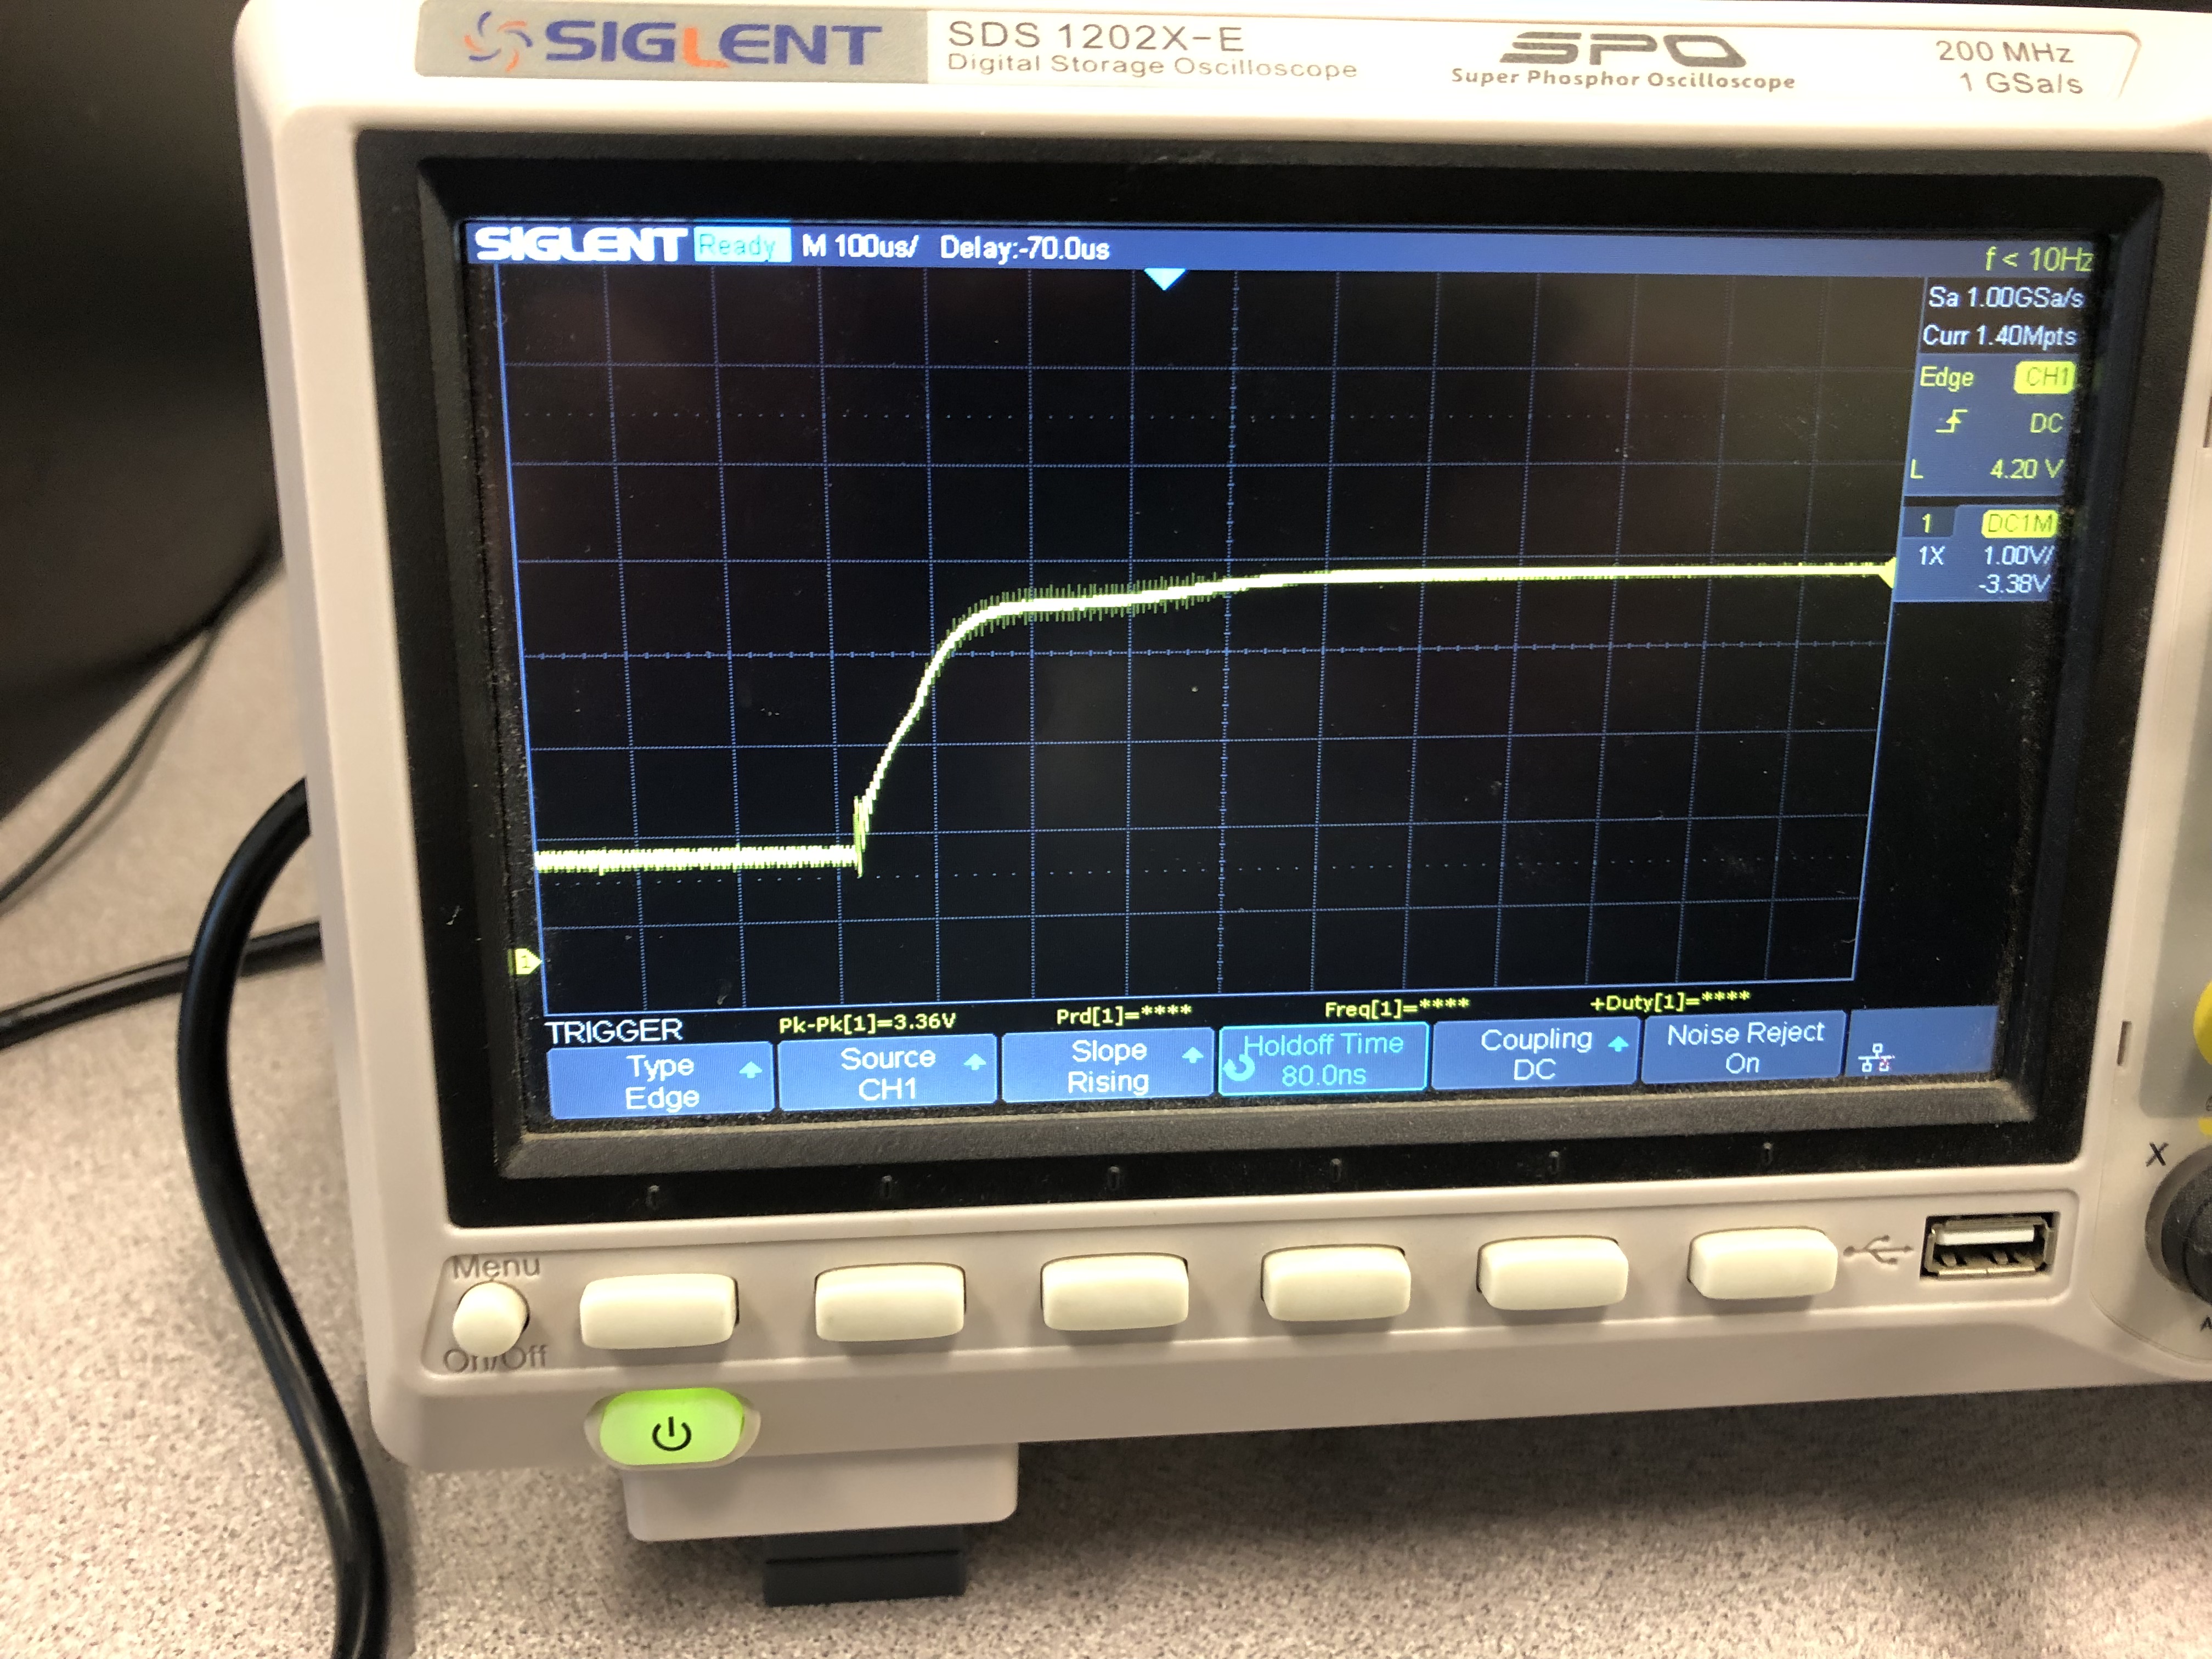 SIGLENT
SDS 1202X-E
Digital Storage Oscilloscope
SPO
Super Phosphor Oscilloscope
200 MHz
1 GSa/s
SIGLENT Ready M 100us/ Delay:-70.0us
f < 10Hz
Sa 1.00GSa/s
Curr 1.40Mpts
Edge CH1
DC
L 4.20 V
1 DC1M
1X 1.00V/
-3.38V
1
TRIGGER
Pk-Pk[1]=3.36V Prd[1]=**** Freq[1]=**** +Duty[1]=****
Type
Edge
Source
CH1
Slope
Rising
Holdoff Time
80.0ns
Coupling
DC
Noise Reject
On
Menu
On/Off
X